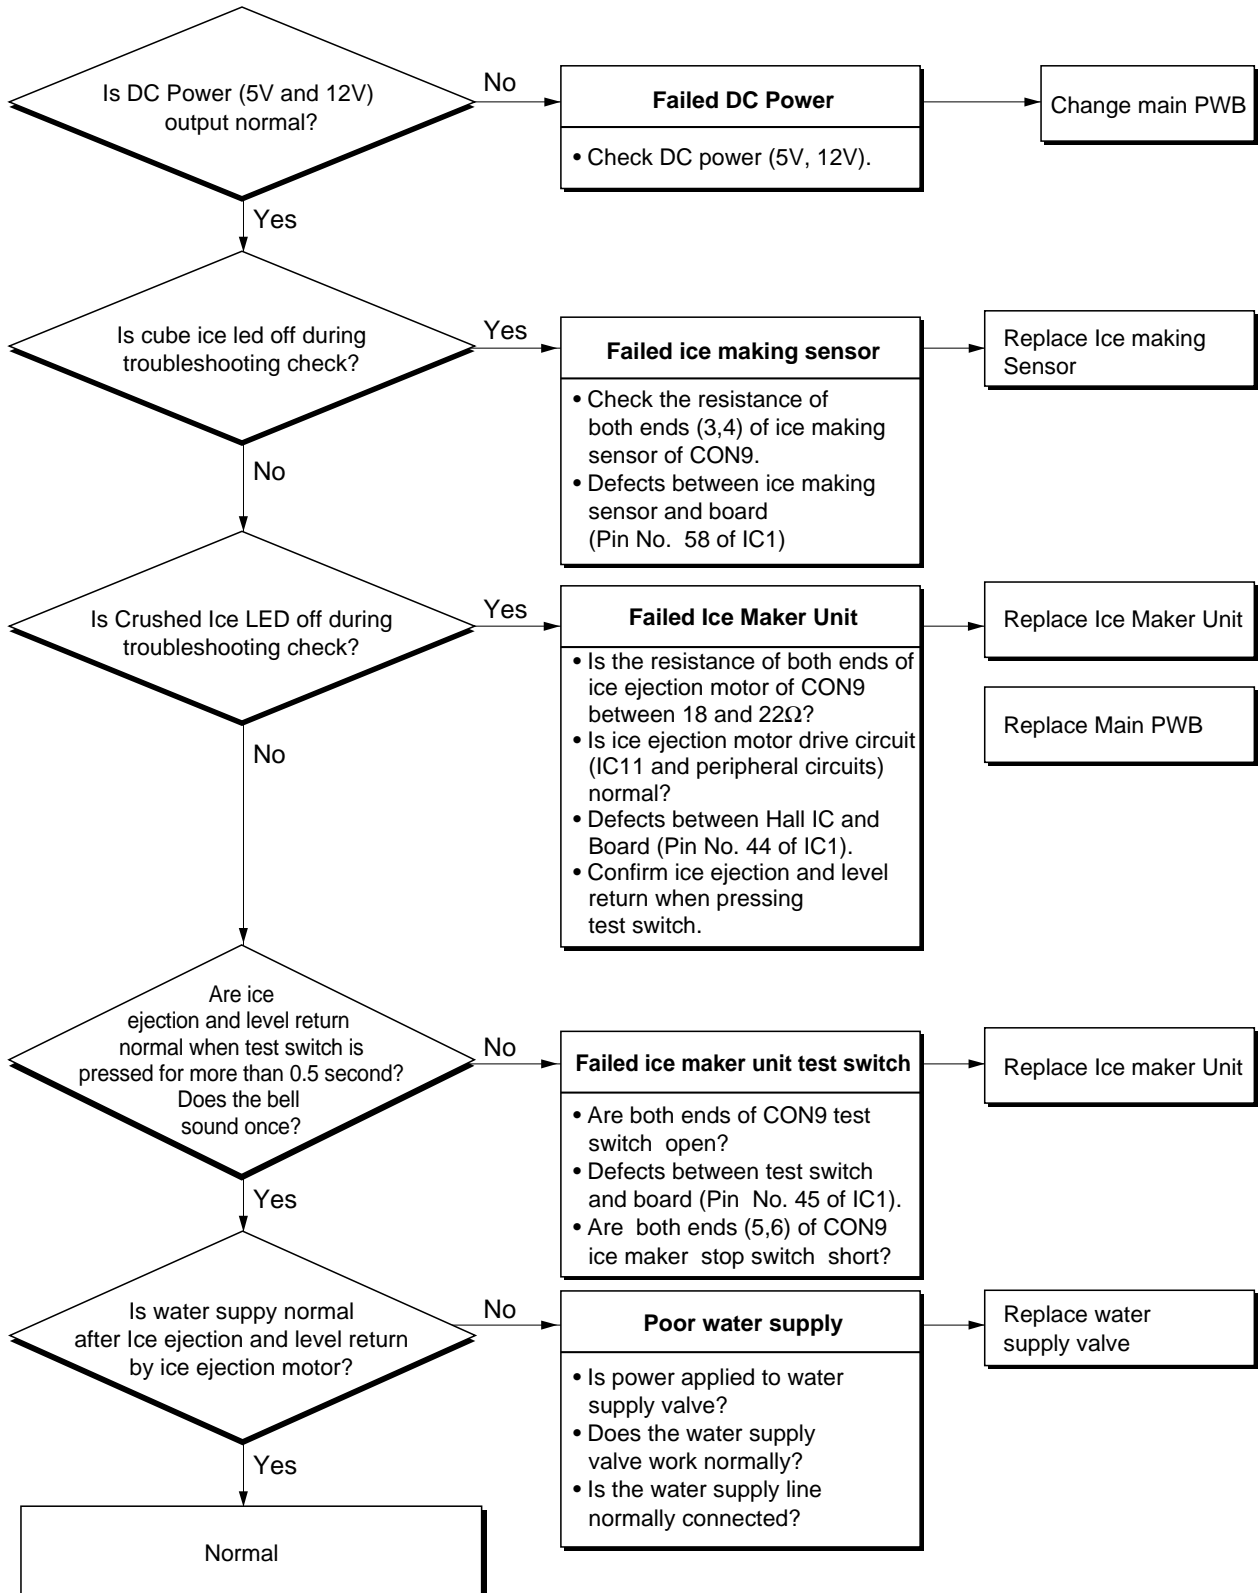 Is DC Power (5V and 12V)
output normal?
No
Failed DC Power
• Check DC power (5V, 12V).
Change main PWB
Yes
Is cube ice led off during
troubleshooting check?
Yes
Failed ice making sensor
• Check the resistance of
both ends (3,4) of ice making
sensor of CON9.
• Defects between ice making
sensor and board
(Pin No. 58 of IC1)
Replace Ice making
Sensor
No
Is Crushed Ice LED off during
troubleshooting check?
Yes
Failed Ice Maker Unit
• Is the resistance of both ends of
ice ejection motor of CON9
between 18 and 22Ω?
• Is ice ejection motor drive circuit
(IC11 and peripheral circuits)
normal?
• Defects between Hall IC and
Board (Pin No. 44 of IC1).
• Confirm ice ejection and level
return when pressing
test switch.
Replace Ice Maker Unit
Replace Main PWB
No
Are ice
ejection and level return
normal when test switch is
pressed for more than 0.5 second?
Does the bell
sound once?
No
Failed ice maker unit test switch
• Are both ends of CON9 test
switch open?
• Defects between test switch
and board (Pin No. 45 of IC1).
• Are both ends (5,6) of CON9
ice maker stop switch short?
Replace Ice maker Unit
Yes
Is water suppy normal
after Ice ejection and level return
by ice ejection motor?
No
Poor water supply
• Is power applied to water
supply valve?
• Does the water supply
valve work normally?
• Is the water supply line
normally connected?
Replace water
supply valve
Yes
Normal